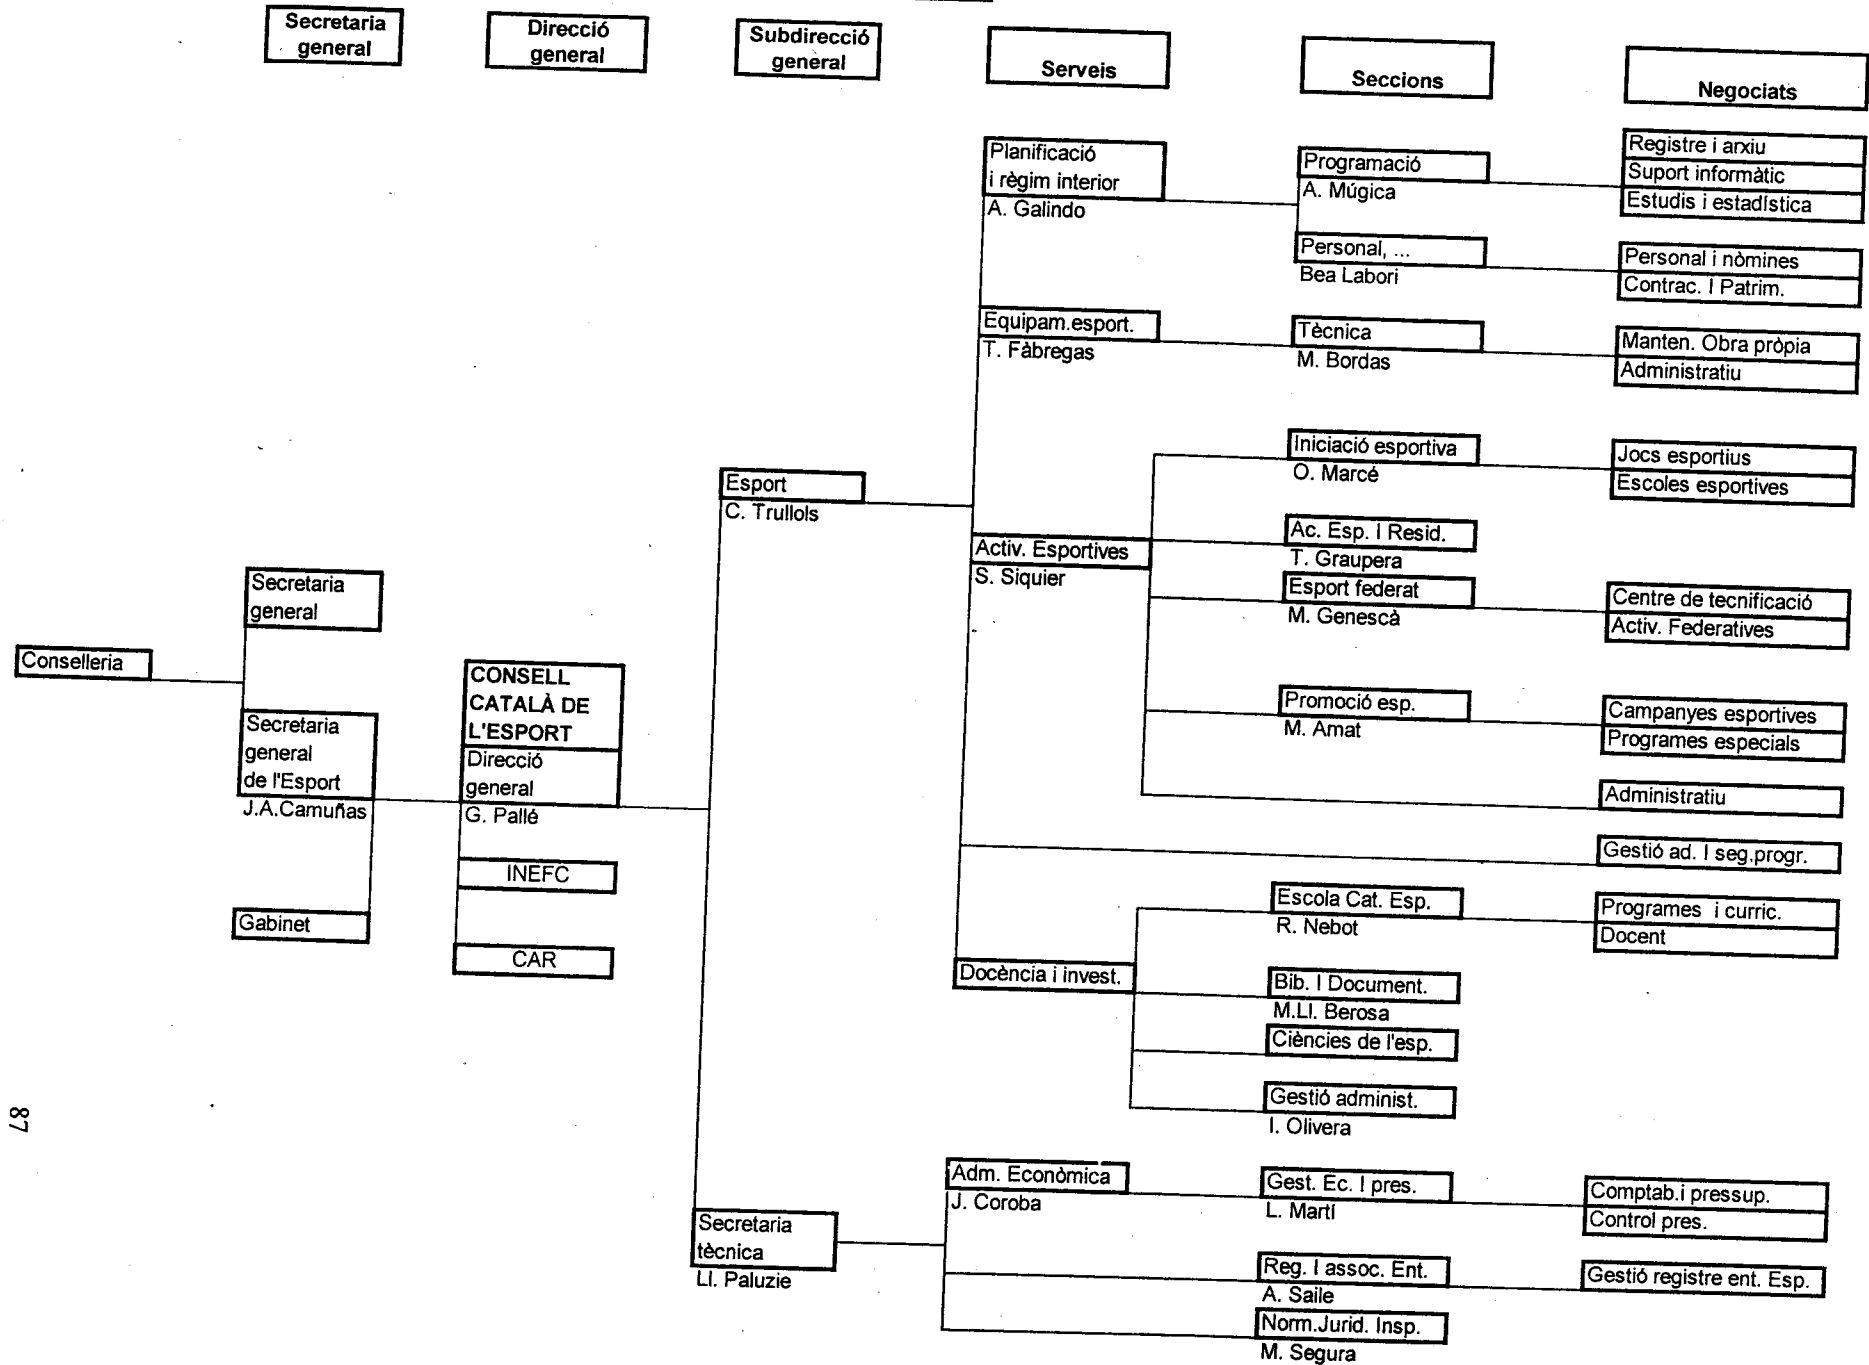 Secretaria
general
Direcció
general
Subdirecció
general
Serveis
Seccions
Negociats
Planificació
i règim interior
A. Galindo
Programació
A. Múgica
Registre i arxiu
Suport informàtic
Estudis i estadística
Personal, ...
Bea Labori
Personal i nòmines
Contrac. I Patrim.
Equipam.esport.
T. Fàbregas
Tècnica
M. Bordas
Manten. Obra pròpia
Administratiu
Esport
C. Trullols
Activ. Esportives
S. Siquier
Iniciació esportiva
O. Marcé
Jocs esportius
Escoles esportives
Ac. Esp. I Resid.
T. Graupera
Esport federat
M. Genescà
Centre de tecnificació
Activ. Federatives
Promoció esp.
M. Amat
Campanyes esportives
Programes especials
Administratiu
Gestió ad. I seg.progr.
Conselleria
Secretaria
general
Secretaria
general
de l'Esport
J.A.Camuñas
Gabinet
CONSELL
CATALÀ DE
L'ESPORT
Direcció
general
G. Pallé
INEFC
CAR
Docència i invest.
Escola Cat. Esp.
R. Nebot
Programes i curric.
Docent
Bib. I Document.
M.Ll. Berosa
Ciències de l'esp.
Gestió administ.
I. Olivera
Secretaria
tècnica
Ll. Paluzie
Adm. Econòmica
J. Coroba
Gest. Ec. I pres.
L. Martí
Comptab.i pressup.
Control pres.
Reg. I assoc. Ent.
A. Saile
Gestió registre ent. Esp.
Norm.Jurid. Insp.
M. Segura
87